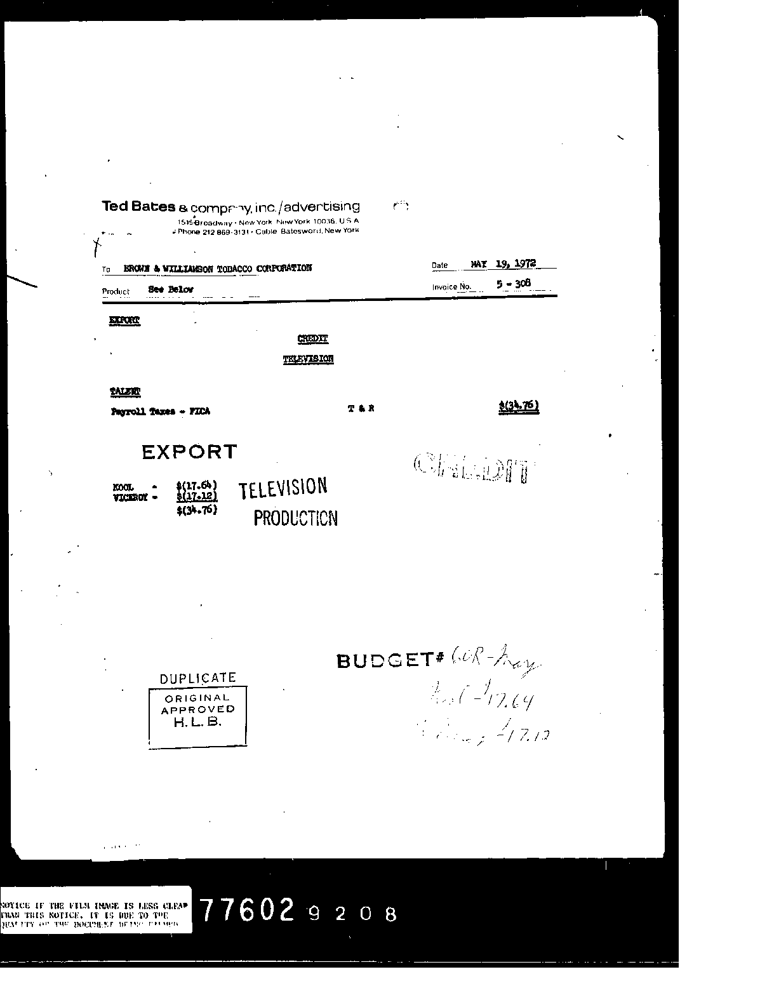 Ted Bates & company, inc./advertising
1515 Broadway • New York, New York 10036, U.S.A.
Phone 212 869-3131 • Cable Batesword, New York
To BROWN & WILLIAMSON TOBACCO CORPORATION
Date MAY 19, 1972
Product See Below
Invoice No. 5 - 308
EXPORT
CREDIT
TELEVISION
TALENT
Payroll Taxes - FICA T & R $(34.76)
EXPORT
CREDIT
KOOL - $(17.64)
VICEROY - $(17.12)
$(34.76)
TELEVISION
PRODUCTION
BUDGET# 60R-May
Kool -17.64
-17.12
DUPLICATE
ORIGINAL
APPROVED
H.L.B.
NOTICE IF THE FILM IMAGE IS LESS CLEAR
THAN THIS NOTICE, IT IS DUE TO THE
QUALITY OF THE DOCUMENT BEING FILMED
77602 9208